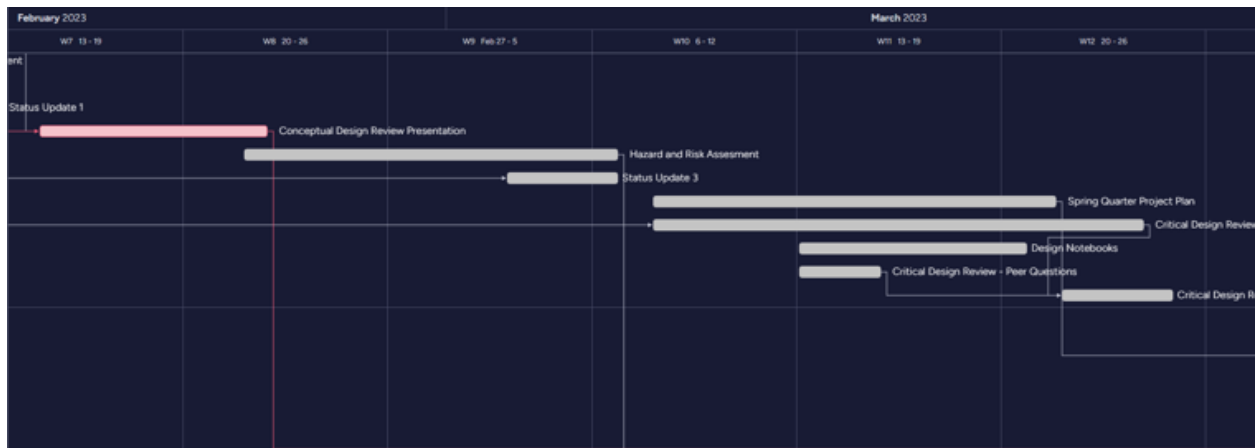 February 2023
March 2023
W7 13 - 19
W8 20 - 26
W9 Feb 27 - 5
W10 6 - 12
W11 13 - 19
W12 20 - 26
ent
Status Update 1
Conceptual Design Review Presentation
Hazard and Risk Assesment
Status Update 3
Spring Quarter Project Plan
Critical Design Review
Design Notebooks
Critical Design Review - Peer Questions
Critical Design R